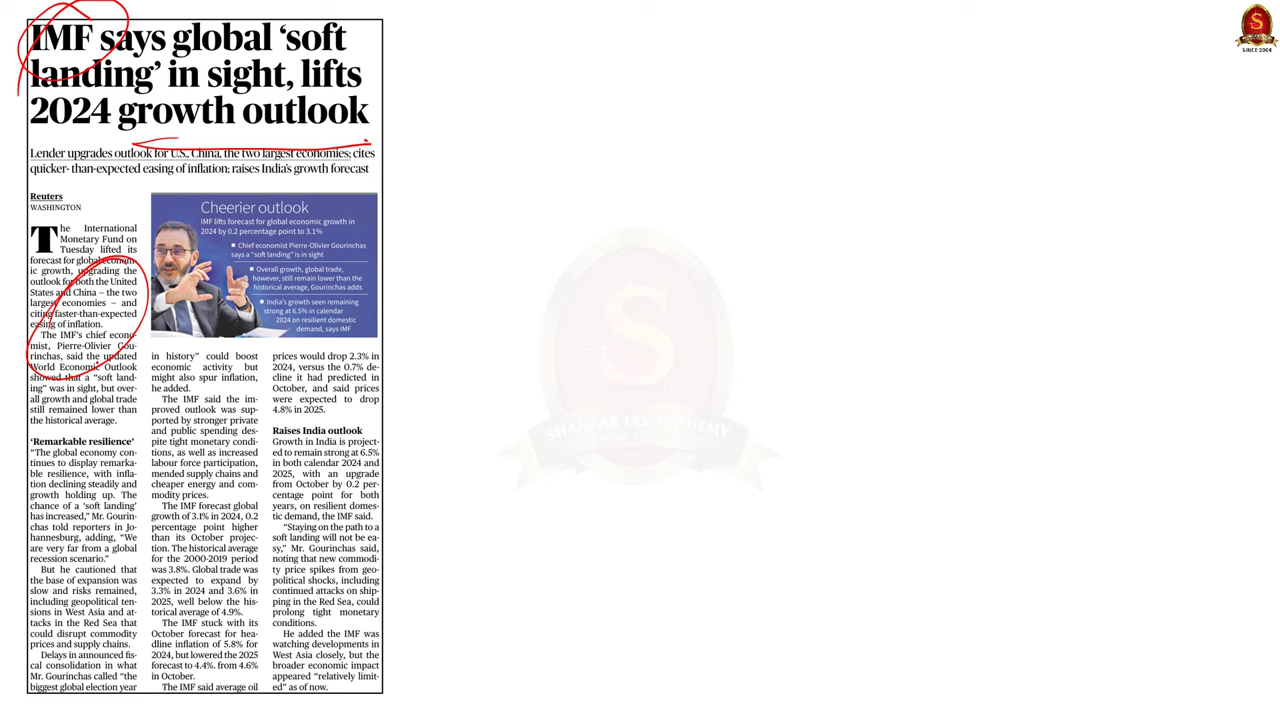 IMF says global ‘soft
landing’ in sight, lifts
2024 growth outlook
Lender upgrades outlook for U.S., China, the two largest economies; cites
quicker- than-expected easing of inflation; raises India’s growth forecast
Reuters
WASHINGTON
The International
Monetary Fund on
Tuesday lifted its
forecast for global econom-
ic growth, upgrading the
outlook for both the United
States and China – the two
largest economies – and
citing faster-than-expected
easing of inflation.
The IMF’s chief econo-
mist, Pierre-Olivier Gou-
rinchas, said the updated
World Economic Outlook
showed that a “soft land-
ing” was in sight, but over-
all growth and global trade
still remained lower than
the historical average.
‘Remarkable resilience’
“The global economy con-
tinues to display remarka-
ble resilience, with infla-
tion declining steadily and
growth holding up. The
chance of a ‘soft landing’
has increased,” Mr. Gourin-
chas told reporters in Jo-
hannesburg, adding, “We
are very far from a global
recession scenario.”
But he cautioned that
the base of expansion was
slow and risks remained,
including geopolitical ten-
sions in West Asia and at-
tacks in the Red Sea that
could disrupt commodity
prices and supply chains.
Delays in announced fis-
cal consolidation in what
Mr. Gourinchas called “the
biggest global election year
Cheerier outlook
IMF lifts forecast for global economic growth in
2024 by 0.2 percentage point to 3.1%
■ Chief economist Pierre-Olivier Gourinchas
says a “soft landing” is in sight
■ Overall growth, global trade,
however, still remain lower than the
historical average, Gourinchas adds
■ India’s growth seen remaining
strong at 6.5% in calendar
2024 on resilient domestic
demand, says IMF
in history” could boost
economic activity but
might also spur inflation,
he added.
The IMF said the im-
proved outlook was sup-
ported by stronger private
and public spending des-
pite tight monetary condi-
tions, as well as increased
labour force participation,
mended supply chains and
cheaper energy and com-
modity prices.
The IMF forecast global
growth of 3.1% in 2024, 0.2
percentage point higher
than its October projec-
tion. The historical average
for the 2000-2019 period
was 3.8%. Global trade was
expected to expand by
3.3% in 2024 and 3.6% in
2025, well below the his-
torical average of 4.9%.
The IMF stuck with its
October forecast for hea-
dline inflation of 5.8% for
2024, but lowered the 2025
forecast to 4.4%. from 4.6%
in October.
The IMF said average oil
prices would drop 2.3% in
2024, versus the 0.7% de-
cline it had predicted in
October, and said prices
were expected to drop
4.8% in 2025.
Raises India outlook
Growth in India is project-
ed to remain strong at 6.5%
in both calendar 2024 and
2025, with an upgrade
from October by 0.2 per-
centage point for both
years, on resilient domes-
tic demand, the IMF said.
“Staying on the path to a
soft landing will not be ea-
sy,” Mr. Gourinchas said,
noting that new commodi-
ty price spikes from geo-
political shocks, including
continued attacks on ship-
ping in the Red Sea, could
prolong tight monetary
conditions.
He added the IMF was
watching developments in
West Asia closely, but the
broader economic impact
appeared “relatively limit-
ed” as of now.
S
SHANKAR IAS ACADEMY
S
SINCE 2004